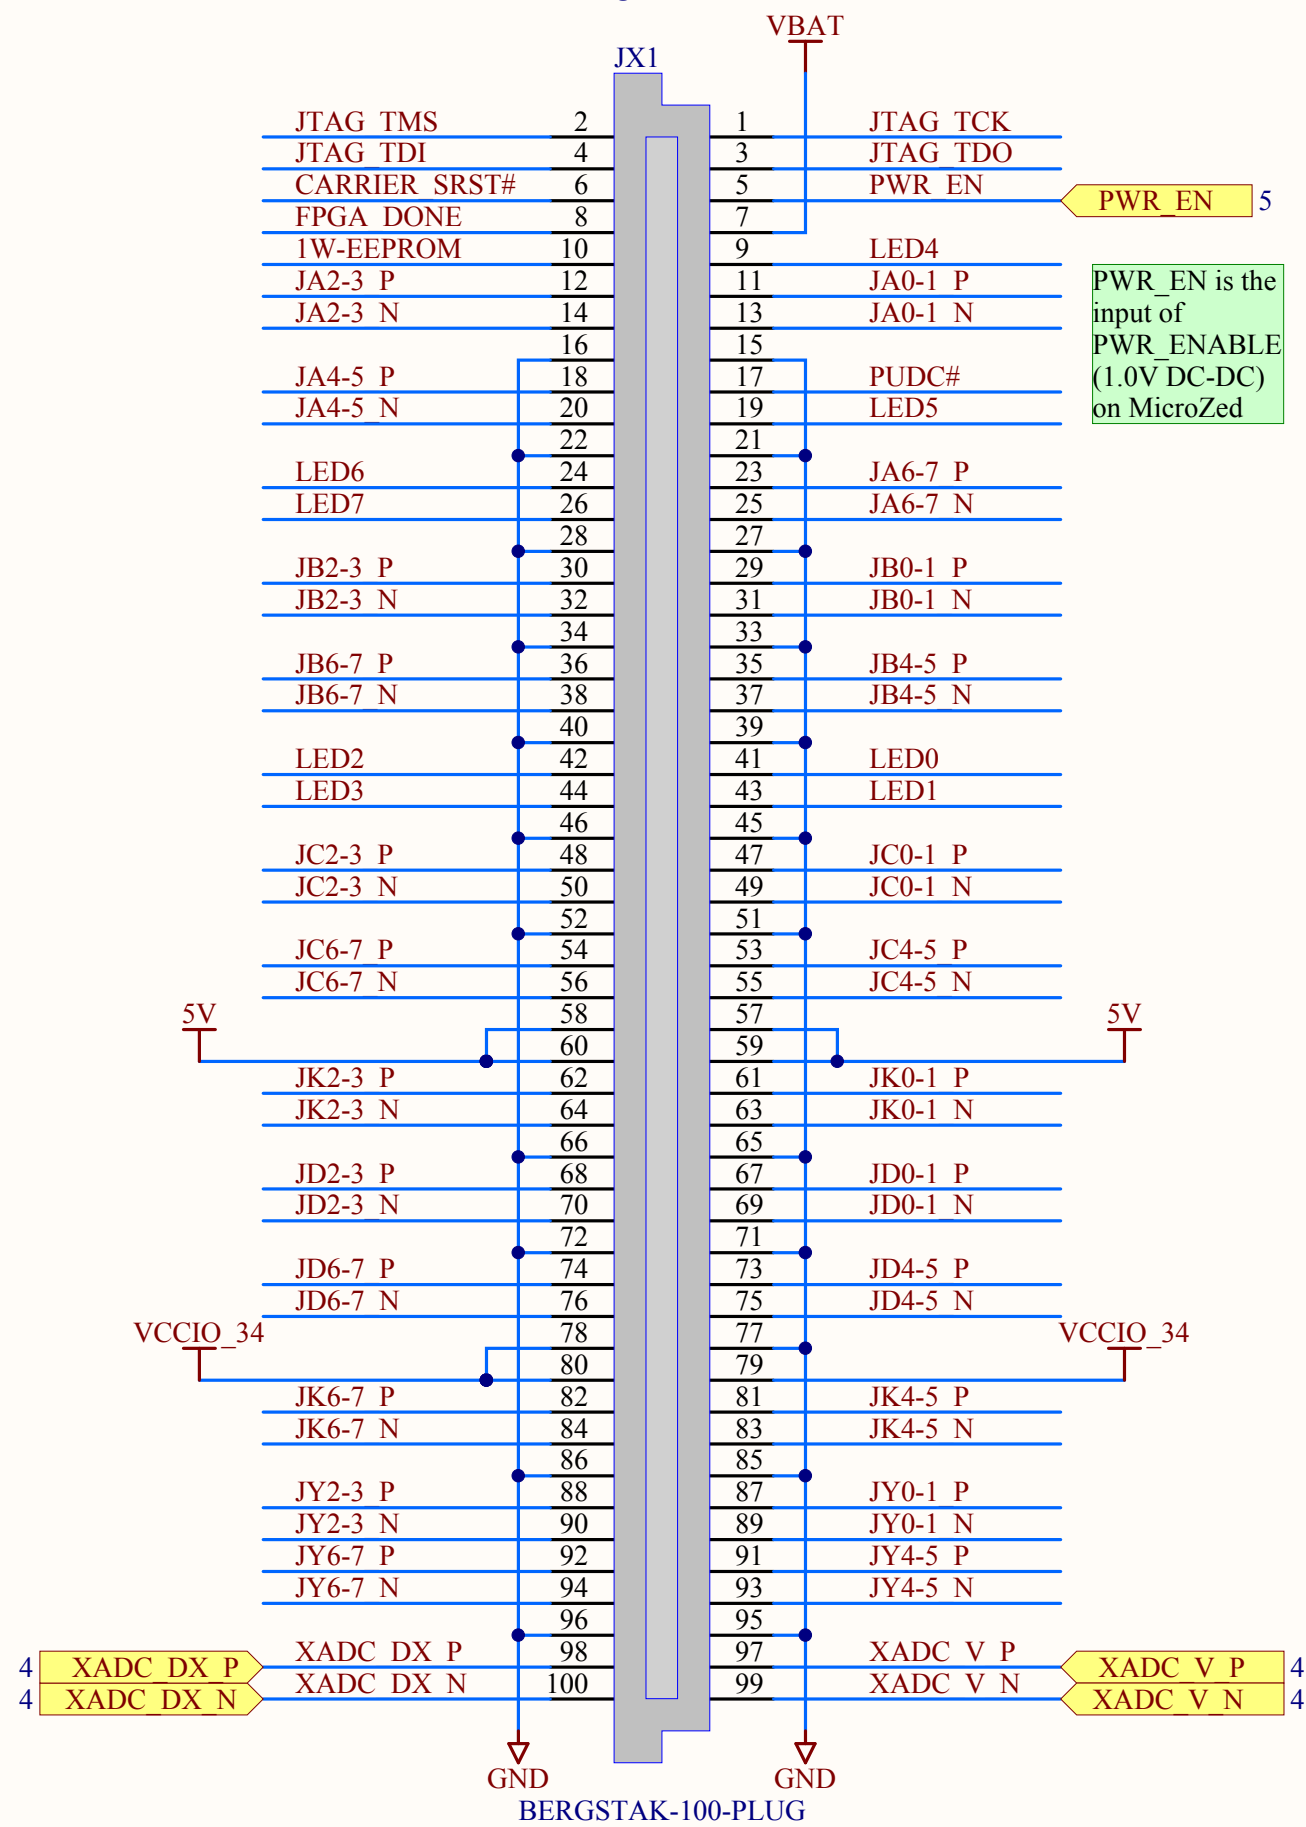 VBAT
JX1
JTAG_TMS 2 1 JTAG_TCK
JTAG_TDI 4 3 JTAG_TDO
CARRIER_SRST# 6 5 PWR_EN PWR_EN 5
FPGA_DONE 8 7
1W-EEPROM 10 9 LED4
JA2-3_P 12 11 JA0-1_P
JA2-3_N 14 13 JA0-1_N
PWR_EN is the
input of
PWR_ENABLE
(1.0V DC-DC)
on MicroZed
16 15
JA4-5_P 18 17 PUDC#
JA4-5_N 20 19 LED5
22 21
LED6 24 23 JA6-7_P
LED7 26 25 JA6-7_N
28 27
JB2-3_P 30 29 JB0-1_P
JB2-3_N 32 31 JB0-1_N
34 33
JB6-7_P 36 35 JB4-5_P
JB6-7_N 38 37 JB4-5_N
40 39
LED2 42 41 LED0
LED3 44 43 LED1
46 45
JC2-3_P 48 47 JC0-1_P
JC2-3_N 50 49 JC0-1_N
52 51
JC6-7_P 54 53 JC4-5_P
JC6-7_N 56 55 JC4-5_N
5V 58 57 5V
60 59
JK2-3_P 62 61 JK0-1_P
JK2-3_N 64 63 JK0-1_N
66 65
JD2-3_P 68 67 JD0-1_P
JD2-3_N 70 69 JD0-1_N
72 71
JD6-7_P 74 73 JD4-5_P
JD6-7_N 76 75 JD4-5_N
VCCIO_34 78 77 VCCIO_34
80 79
JK6-7_P 82 81 JK4-5_P
JK6-7_N 84 83 JK4-5_N
86 85
JY2-3_P 88 87 JY0-1_P
JY2-3_N 90 89 JY0-1_N
JY6-7_P 92 91 JY4-5_P
JY6-7_N 94 93 JY4-5_N
96 95
4 XADC_DX_P XADC_DX_P 98 97 XADC_V_P XADC_V_P 4
4 XADC_DX_N XADC_DX_N 100 99 XADC_V_N XADC_V_N 4
GND GND
BERGSTAK-100-PLUG